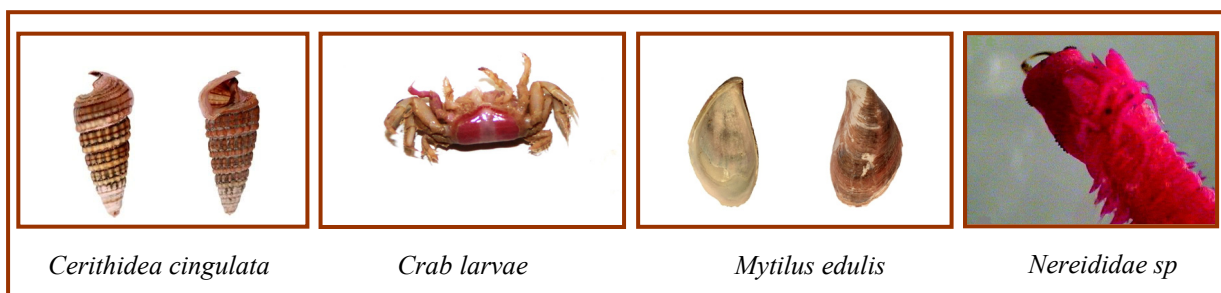 Cerithidea cingulata
Crab larvae
Mytilus edulis
Nereididae sp